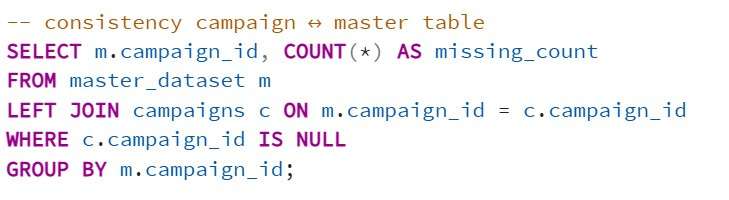 -- consistency campaign ↔ master table
SELECT m.campaign_id, COUNT(*) AS missing_count
FROM master_dataset m
LEFT JOIN campaigns c ON m.campaign_id = c.campaign_id
WHERE c.campaign_id IS NULL
GROUP BY m.campaign_id;